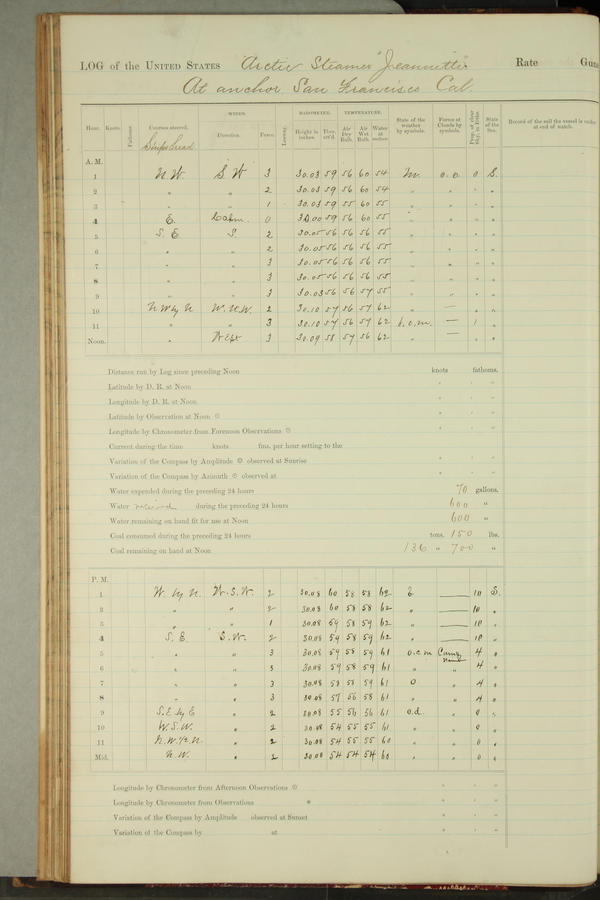 LOG of the UNITED STATES Arctic Steamer "Jeannette" Rate Guns
At anchor San Francisco Cal.
Hour. Knots. Fathoms. Courses steered. WINDS. Direction. Force. Leeway. BAROMETER. Height in inches. Ther. att'd. TEMPERATURE. Air Dry Bulb. Air Wet Bulb. Water at surface. State of the weather by symbols. Forms of Clouds by symbols. Prop. of clear Sky, in 10ths. State of the Sea. Record of the sail the vessel is under at end of watch.
Ships head
A. M.
1 N.W. S.W 3 30.03 59 56 60 54 m. o. o. 0 S.
2 " " 2 30.03 59 56 60 54 " " " "
3 " " 1 30.03 59 55 60 55 " " " "
4 E. Calm. 0 30.00 59 56 60 55 " " " "
5 S. E. S. 2 30.05 56 56 56 55 " " " "
6 " " 2 30.05 56 56 56 55 " " " "
7 " " 3 30.05 56 56 56 55 " " " "
8 " " 3 30.05 56 56 56 55 " " " "
9 " " 3 30.03 56 56 57 55 " " " "
10 N W by N W. N.W. 2 30.10 57 56 57 62 " — " "
11 " " 3 30.10 57 56 57 62 b.c.m. — 1 "
Noon. " West 3 30.09 58 57 56 62 " — " "
Distance run by Log since preceding Noon knots fathoms.
Latitude by D. R. at Noon " " "
Longitude by D. R. at Noon " " "
Latitude by Observation at Noon ☉ " " "
Longitude by Chronometer from Forenoon Observations ☉ " " "
Current during the time knots fms. per hour setting to the
Variation of the Compass by Amplitude ☉ observed at Sunrise " "
Variation of the Compass by Azimuth ☉ observed at " "
Water expended during the preceding 24 hours 70 gallons.
Water received during the preceding 24 hours 600 "
Water remaining on hand fit for use at Noon 600 "
Coal consumed during the preceding 24 hours tons. 150 lbs.
Coal remaining on hand at Noon 136 " 700 "
P. M.
1 W. by N. W.S.W. 2 30.08 60 58 58 62 — 10 S.
2 " " 2 30.08 60 58 58 62 " — 10 "
3 " " 1 30.08 59 58 59 62 " — 10 "
4 S. E. S.W. 2 30.08 59 58 59 62 " — 10 "
5 " " 3 30.08 59 58 59 61 o.c.m 4 "
6 " " 3 30.08 59 58 59 61 " " 4 "
7 " " 3 30.08 58 58 59 61 O " 4 "
8 " " 3 30.08 57 56 58 61 " " 4 "
9 S.E by E " 2 30.08 55 56 56 61 o.d. " 0 "
10 W.S.W. " 2 30.08 54 55 55 61 " " 0 "
11 " 2 30.08 54 55 55 60 " " 0 "
Mid. N.W. " 2 30.08 54 54 54 60 " " 0 "
Longitude by Chronometer from Afternoon Observations ☉ " " "
Longitude by Chronometer from Observations * " " "
Variation of the Compass by Amplitude observed at Sunset " "
Variation of the Compass by at " "